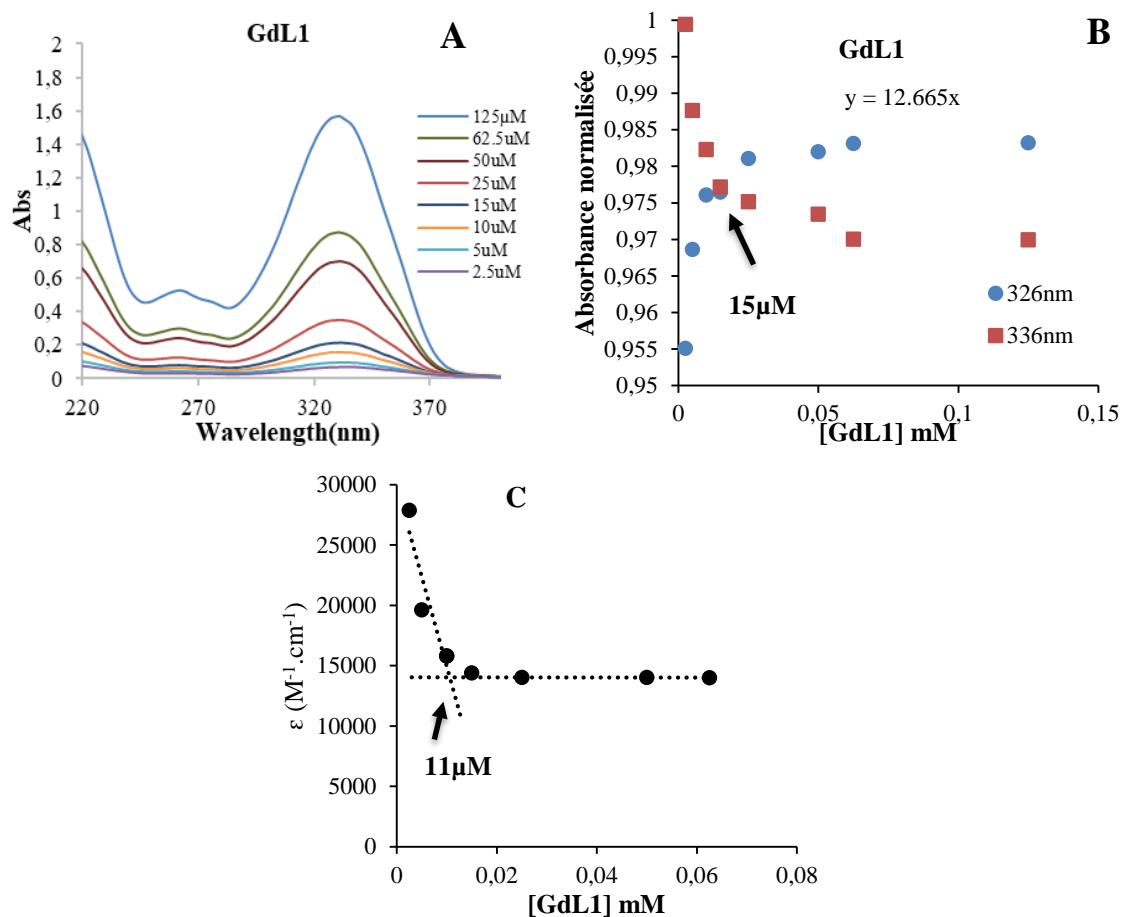 GdL1
A
Abs
2
1,8
1,6
1,4
1,2
1
0,8
0,6
0,4
0,2
0
220
270
320
370
Wavelength(nm)
125µM
62.5uM
50uM
25uM
15uM
10uM
5uM
2.5uM
B
GdL1
y = 12.665x
Absorbance normalisée
1
0,995
0,99
0,985
0,98
0,975
0,97
0,965
0,96
0,955
0,95
0
0,05
0,1
0,15
[GdL1] mM
15µM
326nm
336nm
C
ε (M-1.cm-1)
30000
25000
20000
15000
10000
5000
0
0
0,02
0,04
0,06
0,08
[GdL1] mM
11µM